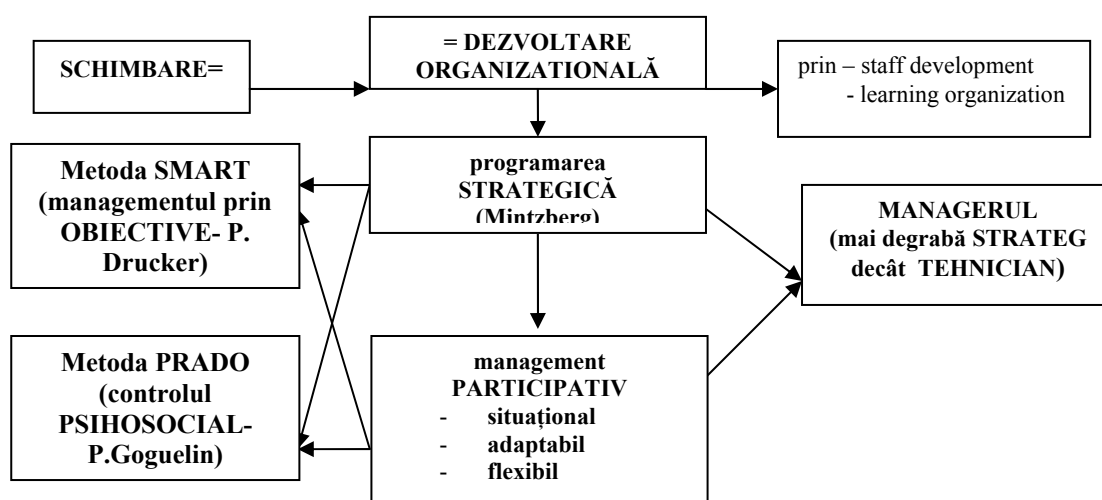 SCHIMBARE=
= DEZVOLTARE
ORGANIZATIONALĂ
prin – staff development
- learning organization
Metoda SMART
(managementul prin
OBIECTIVE- P.
Drucker)
programarea
STRATEGICĂ
(Mintzberg)
MANAGERUL
(mai degrabă STRATEG
decât TEHNICIAN)
Metoda PRADO
(controlul
PSIHOSOCIAL-
P.Goguelin)
management
PARTICIPATIV
- situațional
- adaptabil
- flexibil